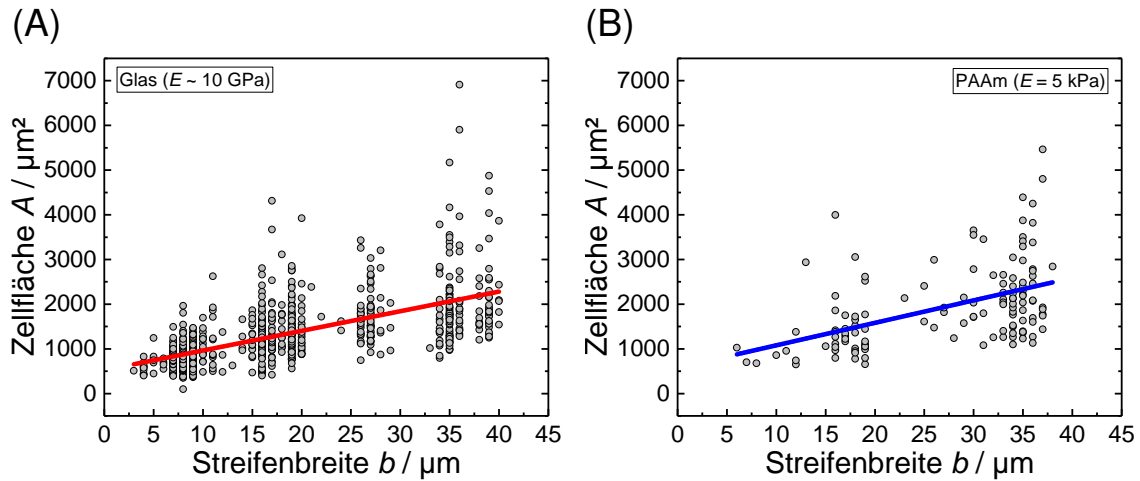 (A)
Glas (E ~ 10 GPa)
7000
6000
5000
4000
3000
2000
1000
0
Zellfläche A / µm²
0 5 10 15 20 25 30 35 40 45
Streifenbreite b / µm
(B)
PAAm (E = 5 kPa)
7000
6000
5000
4000
3000
2000
1000
0
Zellfläche A / µm²
0 5 10 15 20 25 30 35 40 45
Streifenbreite b / µm